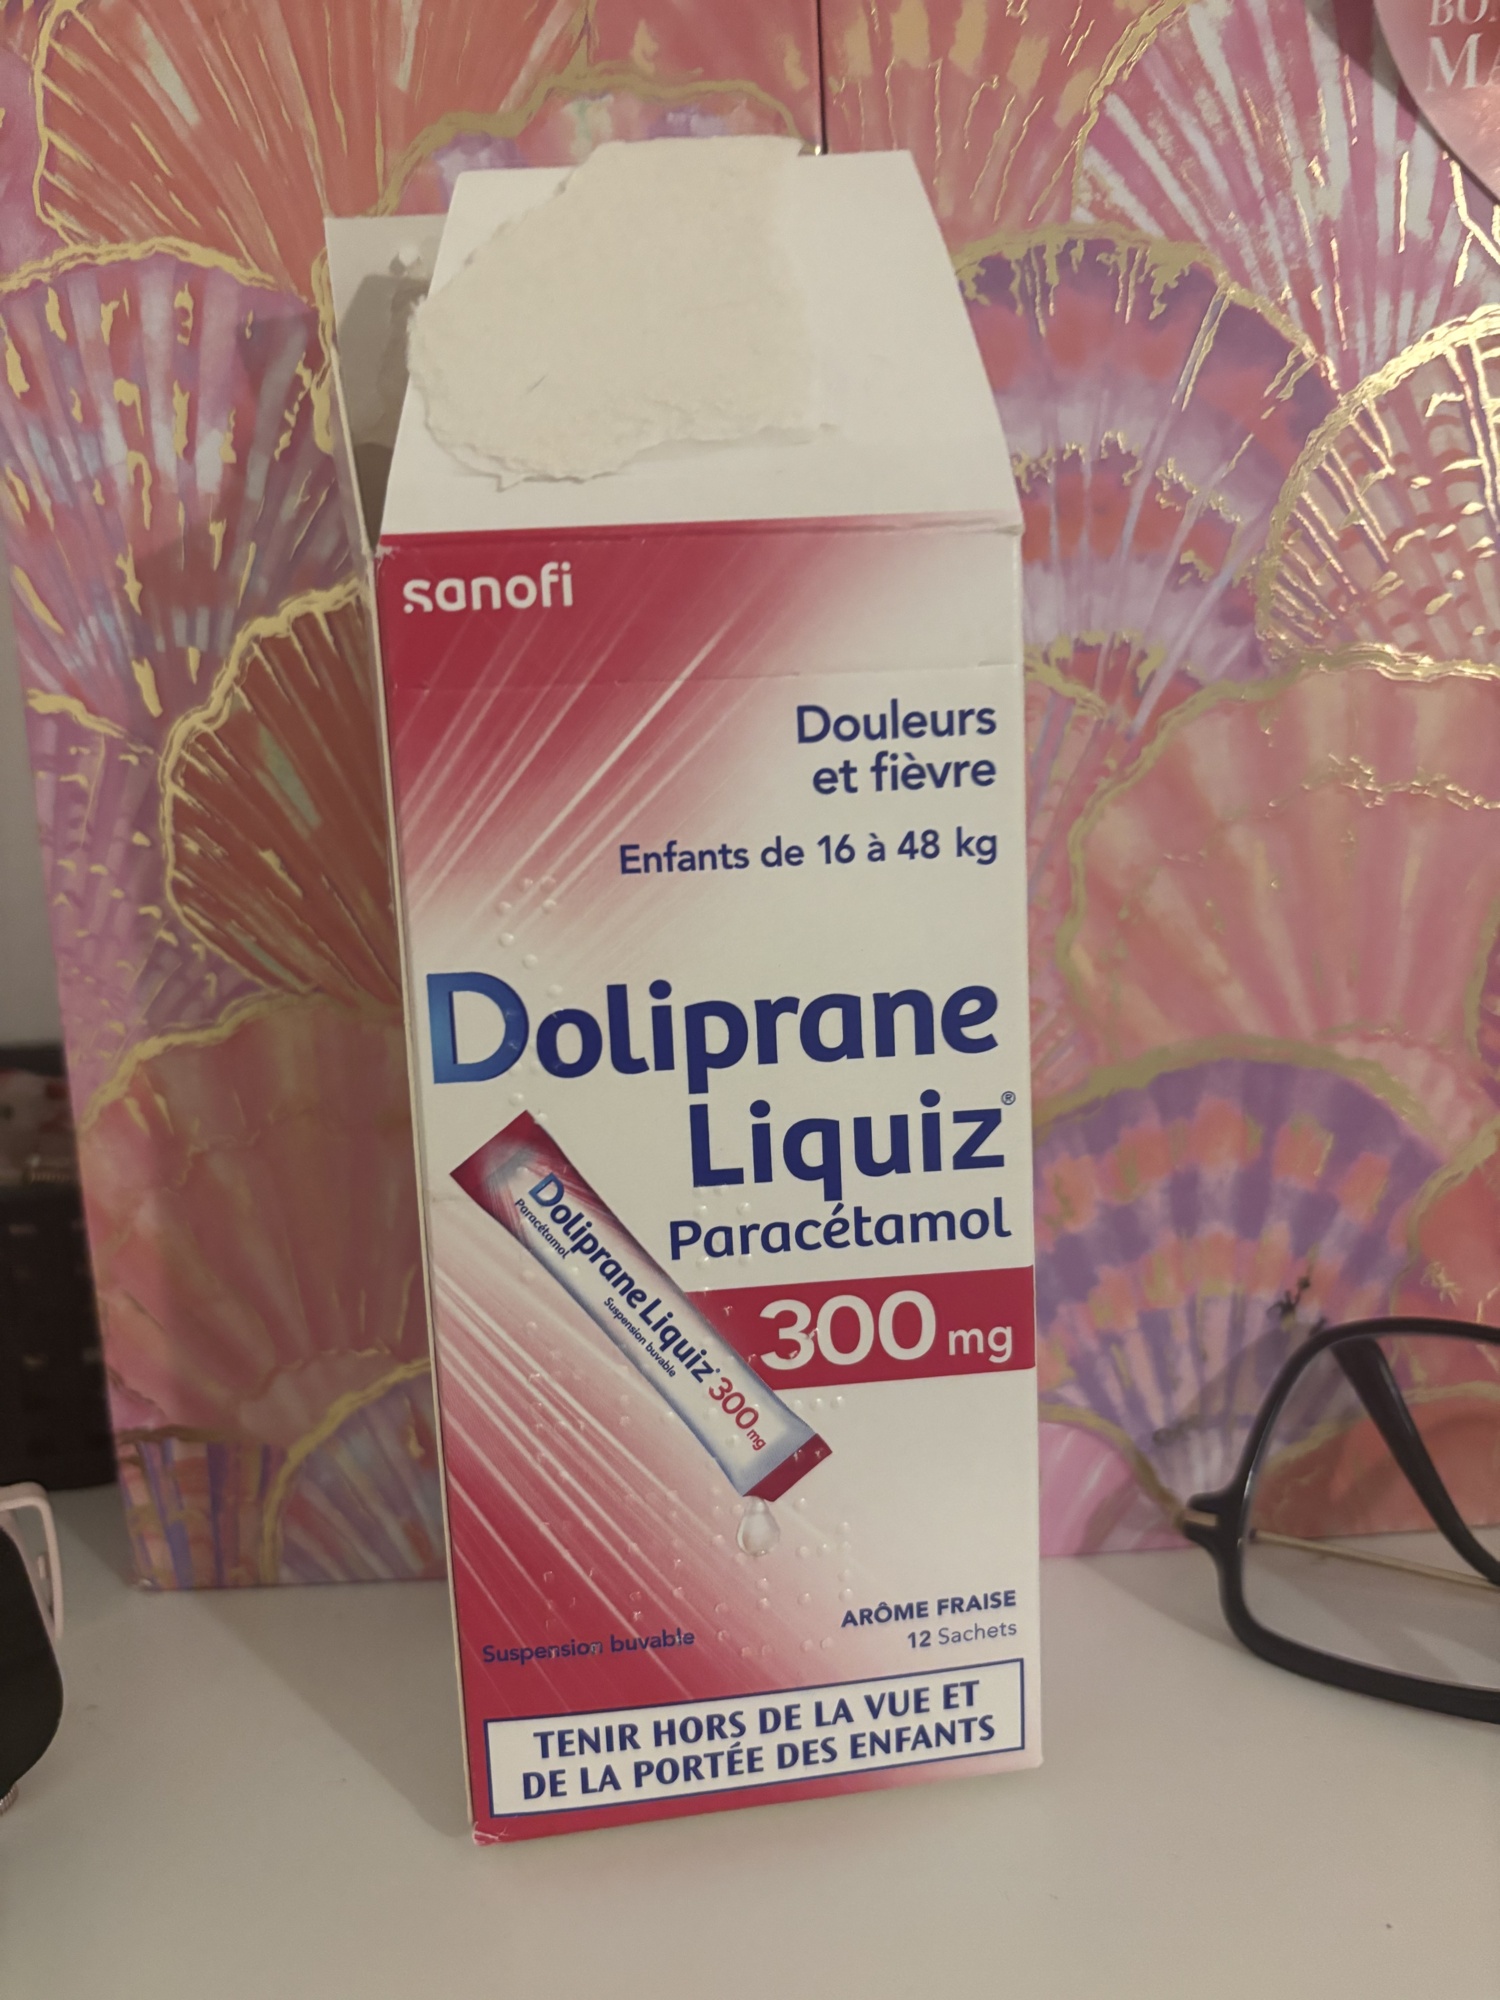 sanofi
Douleurs
et fièvre
Enfants de 16 à 48 kg
Doliprane
Liquiz®
Paracétamol
300 mg
Doliprane Liquiz® 300 mg
Paracétamol
Suspension buvable
ARÔME FRAISE
12 Sachets
Suspension buvable
TENIR HORS DE LA VUE ET
DE LA PORTÉE DES ENFANTS